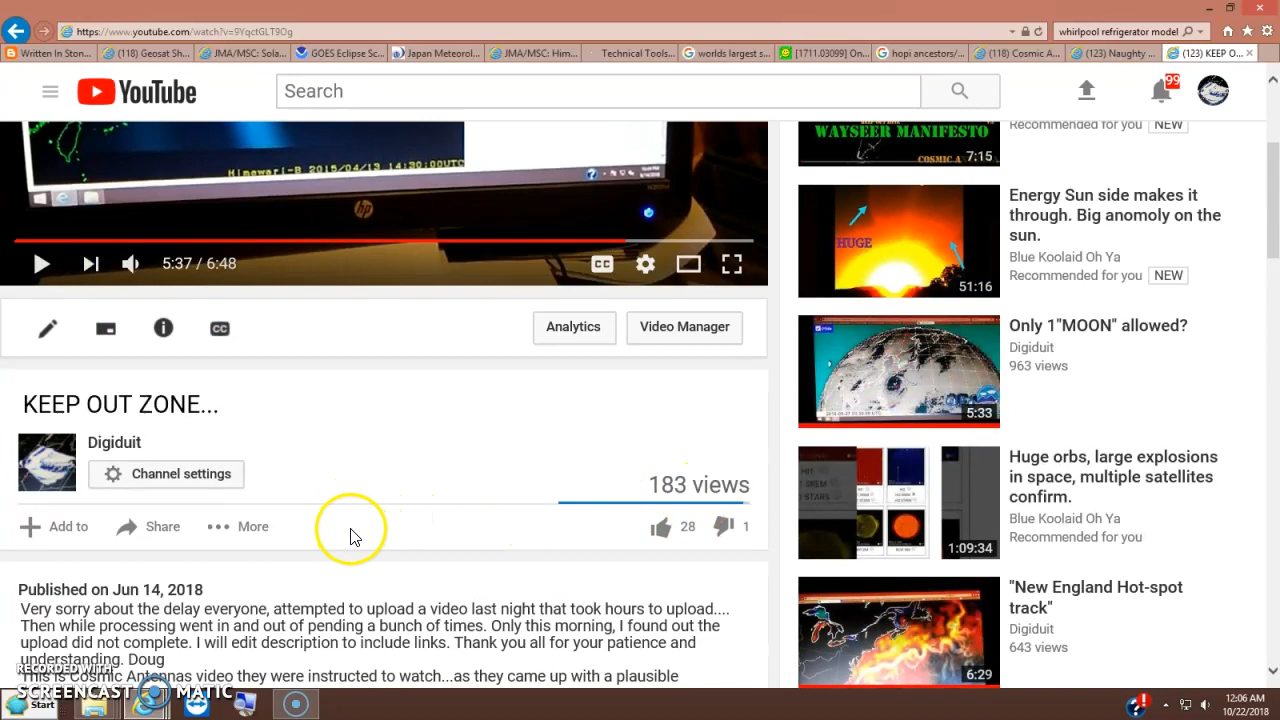 https://www.youtube.com/watch?v=9YqctGLT9Og
whirlpool refrigerator model
Written In Ston...
(118) Geosat Sh...
JMA/MSC: Sola...
GOES Eclipse Sc...
Japan Meteorol...
JMA/MSC: Him...
Technical Tools...
worlds largest s...
[1711.03099] On...
hopi ancestors/...
(118) Cosmic A...
(123) Naughty ...
(123) KEEP O...
YouTube
Search
99
Himawari-8 2015/04/13 14:30:00UTC
hp
5:37 / 6:48
CC
Analytics
Video Manager
KEEP OUT ZONE...
Digiduit
Channel settings
183 views
Add to
Share
More
28
1
Published on Jun 14, 2018
Very sorry about the delay everyone, attempted to upload a video last night that took hours to upload....
Then while processing went in and out of pending a bunch of times. Only this morning, I found out the
upload did not complete. I will edit description to include links. Thank you all for your patience and
understanding. Doug
This is Cosmic Antennas video they were instructed to watch...as they came up with a plausible
WAYSEER MANIFESTO
COSMIC A
7:15
Recommended for you NEW
HUGE
51:16
Energy Sun side makes it
through. Big anomoly on the
sun.
Blue Koolaid Oh Ya
Recommended for you NEW
5:33
Only 1"MOON" allowed?
Digiduit
963 views
1:09:34
Huge orbs, large explosions
in space, multiple satellites
confirm.
Blue Koolaid Oh Ya
Recommended for you
6:29
"New England Hot-spot
track"
Digiduit
643 views
RECORDED WITH
SCREENCAST MATIC
Start
12:06 AM
10/22/2018